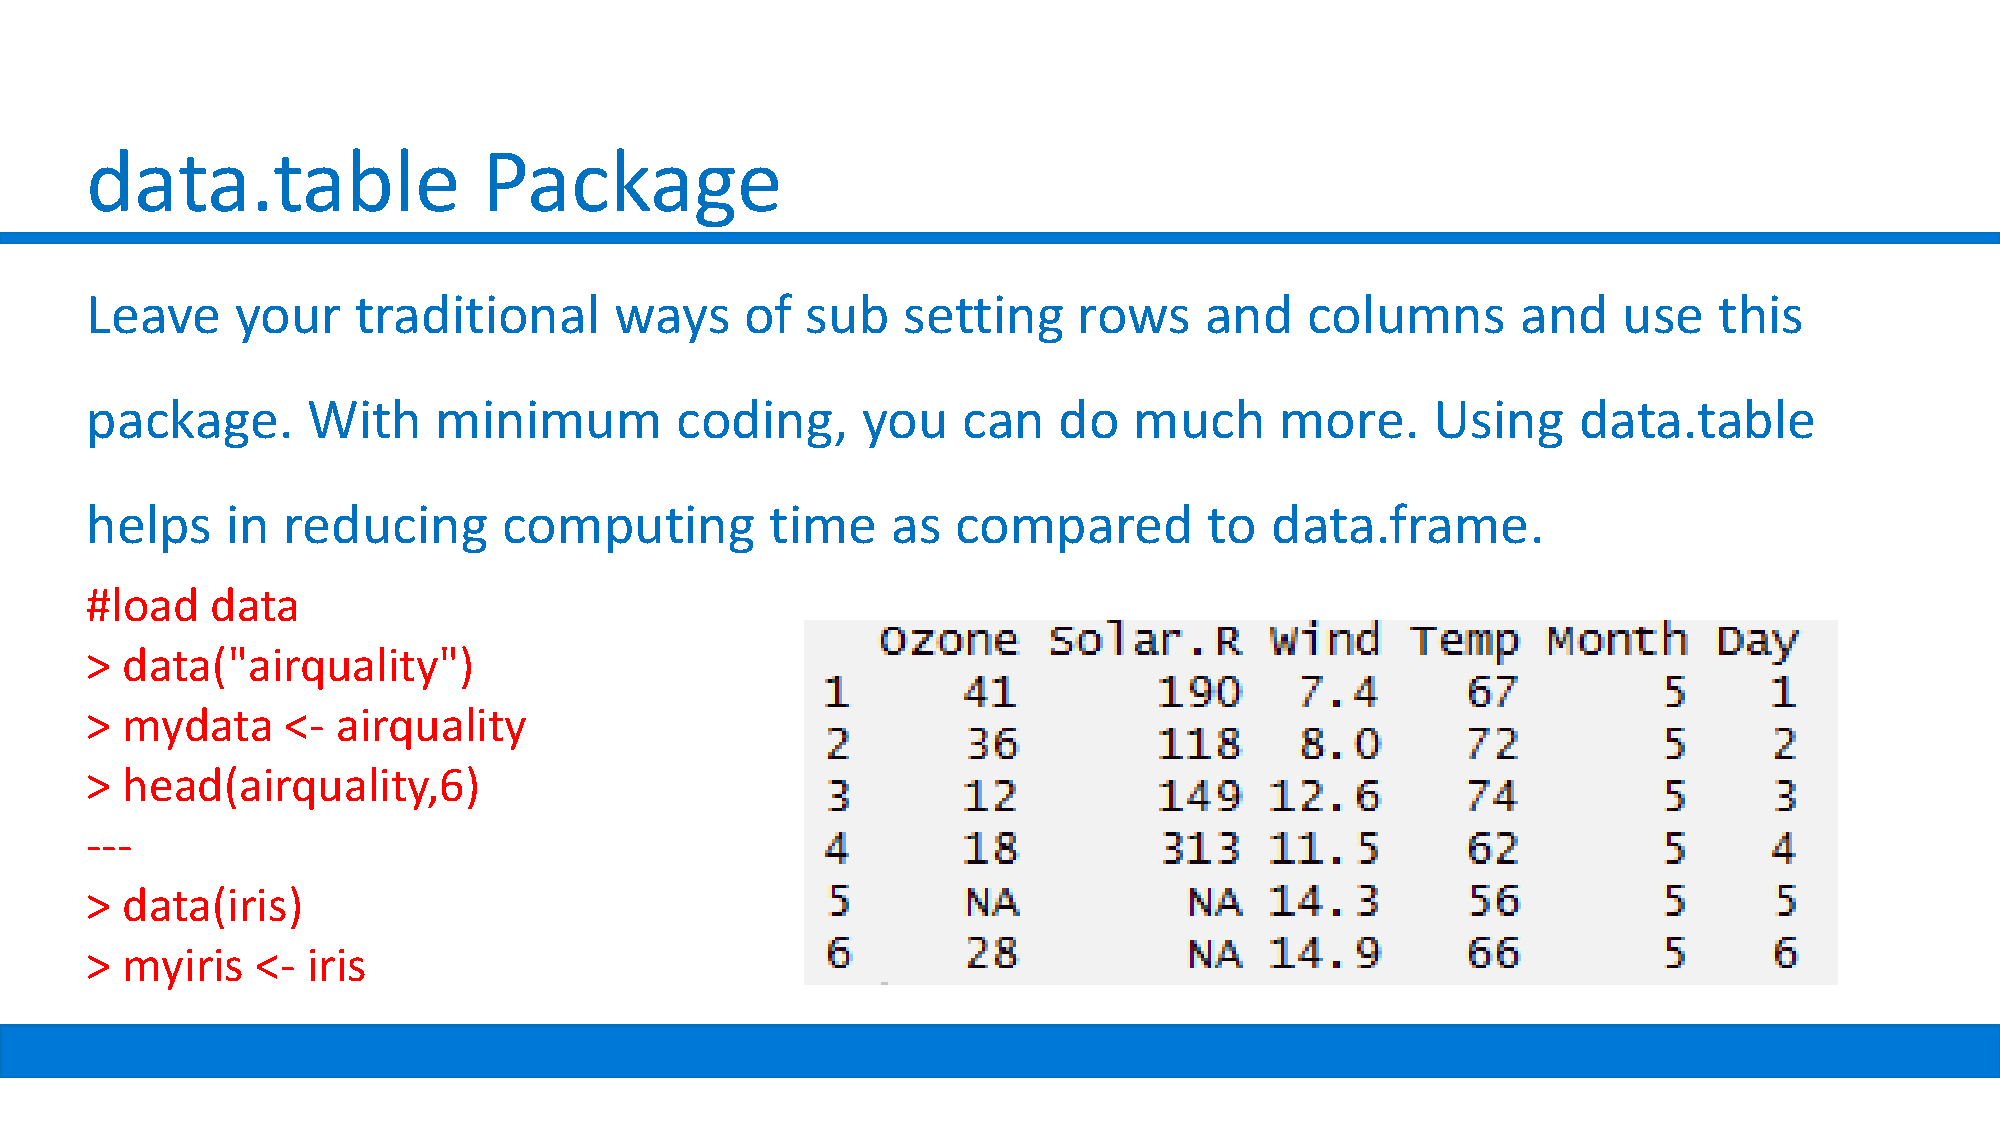 data.table Package
Leave your traditional ways of sub setting rows and columns and use this
package. With minimum coding, you can do much more. Using data.table
helps in reducing computing time as compared to data.frame.
#load data
> data("airquality")
> mydata <- airquality
> head(airquality,6)
---
> data(iris)
> myiris <- iris
Ozone Solar.R Wind Temp Month Day
1 41 190 7.4 67 5 1
2 36 118 8.0 72 5 2
3 12 149 12.6 74 5 3
4 18 313 11.5 62 5 4
5 NA NA 14.3 56 5 5
6 28 NA 14.9 66 5 6